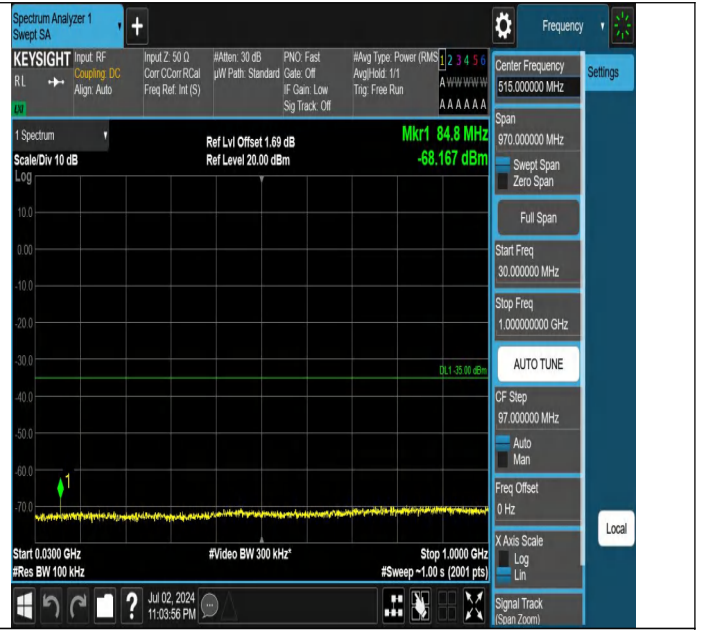 Spectrum Analyzer 1
Swept SA
+
Frequency
KEYSIGHT
RL
LXI
Input: RF
Coupling: DC
Align: Auto
Input Z: 50 Ω
Corr CCorr RCal
Freq Ref: Int (S)
#Atten: 30 dB
µW Path: Standard
PNO: Fast
Gate: Off
IF Gain: Low
Sig Track: Off
#Avg Type: Power (RMS
Avg|Hold: 1/1
Trig: Free Run
1 2 3 4 5 6
A W W W W W
A A A A A A
Center Frequency
515.000000 MHz
Settings
1 Spectrum
Scale/Div 10 dB
Log
Ref Lvl Offset 1.69 dB
Ref Level 20.00 dBm
Mkr1 84.8 MHz
-68.167 dBm
10.0
0.00
-10.0
-20.0
-30.0
-40.0
-50.0
-60.0
-70.0
DL1 -35.00 dBm
1
Start 0.0300 GHz
#Res BW 100 kHz
#Video BW 300 kHz*
Stop 1.0000 GHz
#Sweep ~1.00 s (2001 pts)
Span
970.000000 MHz
Swept Span
Zero Span
Full Span
Start Freq
30.000000 MHz
Stop Freq
1.000000000 GHz
AUTO TUNE
CF Step
97.000000 MHz
Auto
Man
Freq Offset
0 Hz
X Axis Scale
Log
Lin
Signal Track
(Span Zoom)
Local
?
Jul 02, 2024
11:03:56 PM